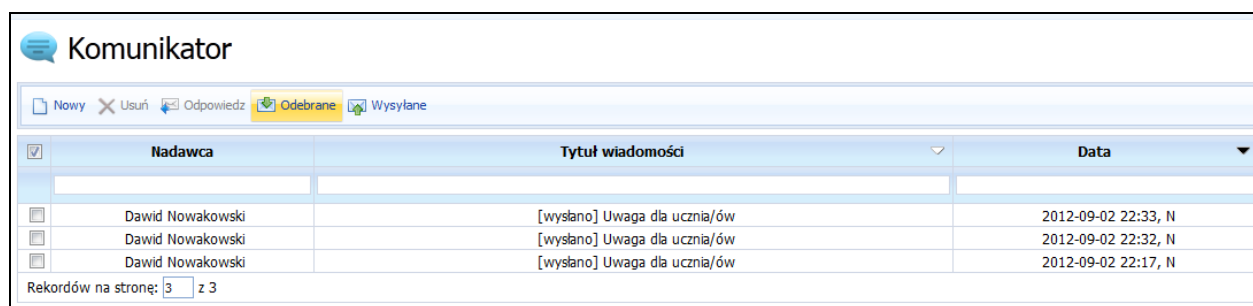 Komunikator
Nowy Usuń Odpowiedz Odebrane Wysyłane
Nadawca Tytuł wiadomości Data
Dawid Nowakowski [wysłano] Uwaga dla ucznia/ów 2012-09-02 22:33, N
Dawid Nowakowski [wysłano] Uwaga dla ucznia/ów 2012-09-02 22:32, N
Dawid Nowakowski [wysłano] Uwaga dla ucznia/ów 2012-09-02 22:17, N
Rekordów na stronę: 3 z 3